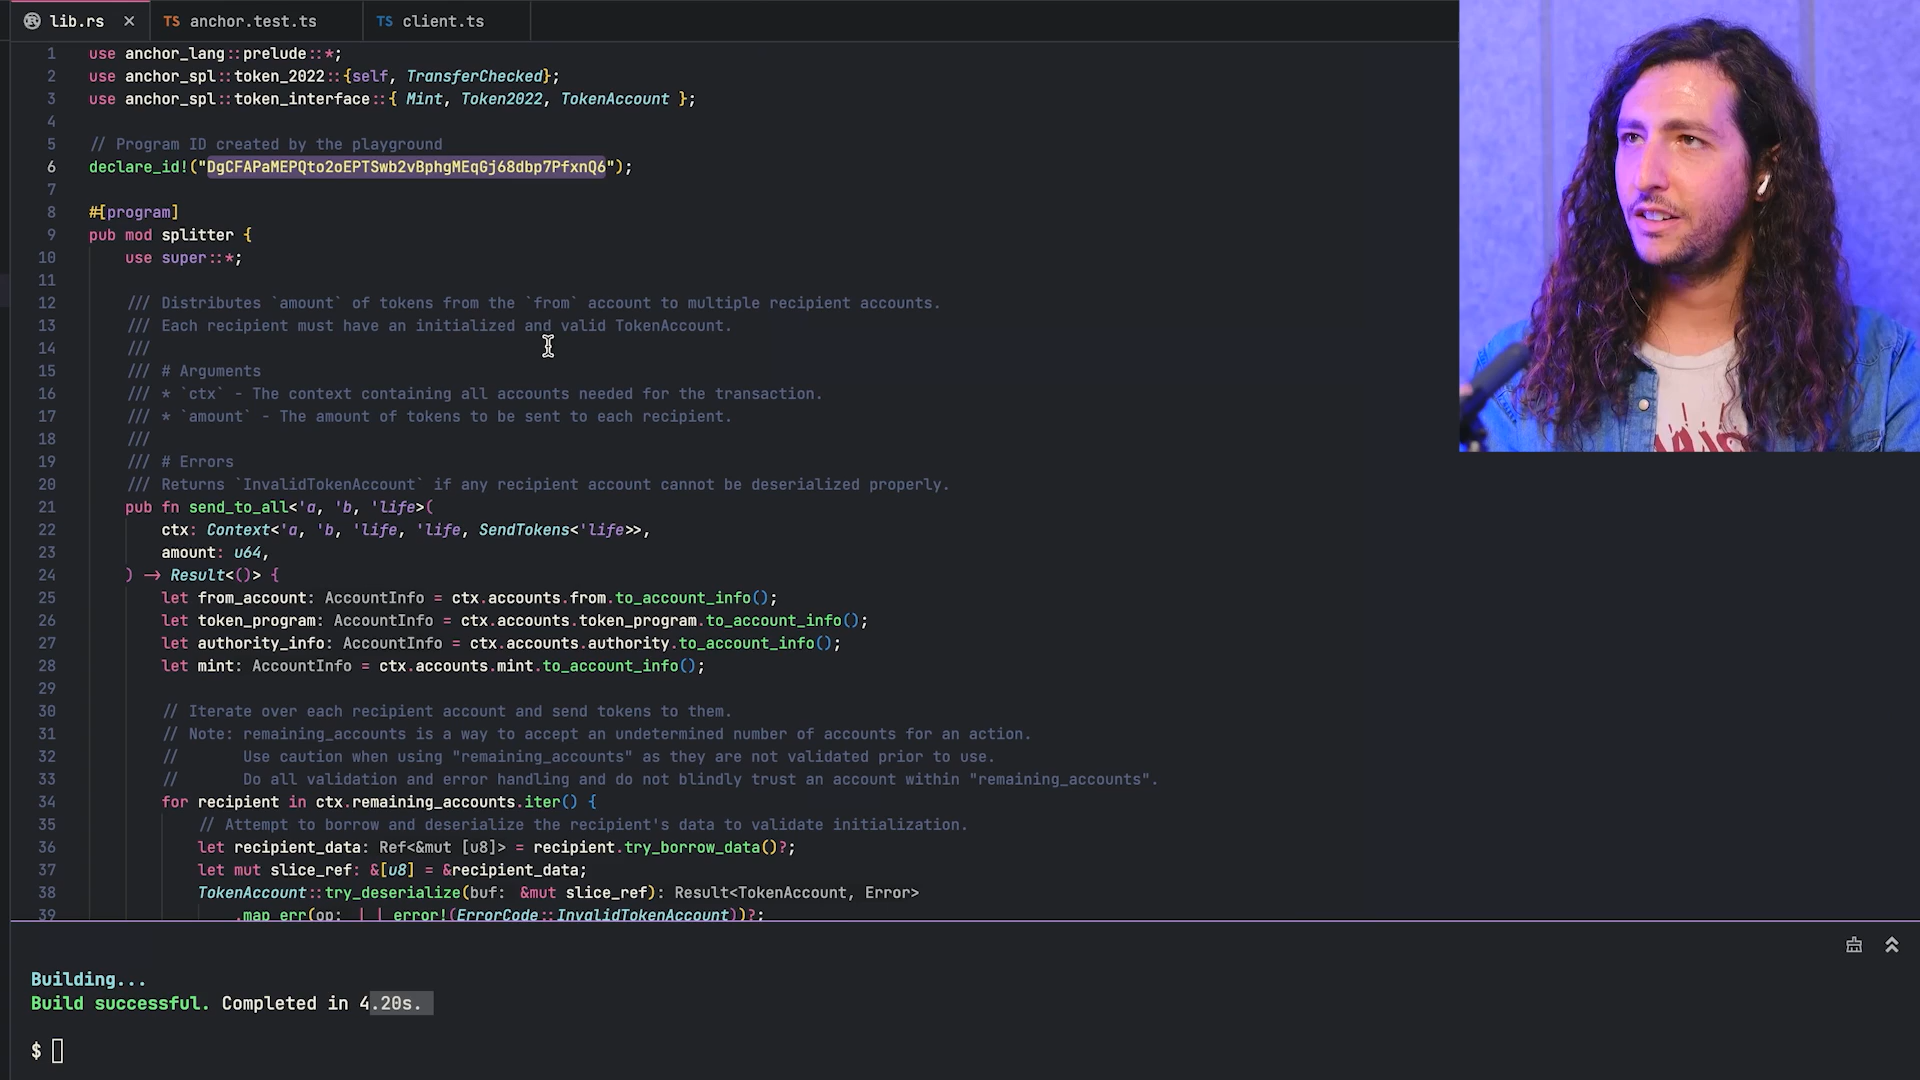 lib.rs
TS anchor.test.ts
TS client.ts
1 use anchor_lang::prelude::*;
2 use anchor_spl::token_2022::{self, TransferChecked};
3 use anchor_spl::token_interface::{ Mint, Token2022, TokenAccount };
4
5 // Program ID created by the playground
6 declare_id!("DgCFAPaMEPQto2oEPTSwb2vBphgMEqGj68dbp7PfxnQ6");
7
8 #[program]
9 pub mod splitter {
10 use super::*;
11
12 /// Distributes `amount` of tokens from the `from` account to multiple recipient accounts.
13 /// Each recipient must have an initialized and valid TokenAccount.
14 ///
15 /// # Arguments
16 /// * `ctx` - The context containing all accounts needed for the transaction.
17 /// * `amount` - The amount of tokens to be sent to each recipient.
18 ///
19 /// # Errors
20 /// Returns `InvalidTokenAccount` if any recipient account cannot be deserialized properly.
21 pub fn send_to_all<'a, 'b, 'life>(
22 ctx: Context<'a, 'b, 'life, 'life, SendTokens<'life>>,
23 amount: u64,
24 ) -> Result<()> {
25 let from_account: AccountInfo = ctx.accounts.from.to_account_info();
26 let token_program: AccountInfo = ctx.accounts.token_program.to_account_info();
27 let authority_info: AccountInfo = ctx.accounts.authority.to_account_info();
28 let mint: AccountInfo = ctx.accounts.mint.to_account_info();
29
30 // Iterate over each recipient account and send tokens to them.
31 // Note: remaining_accounts is a way to accept an undetermined number of accounts for an action.
32 // Use caution when using "remaining_accounts" as they are not validated prior to use.
33 // Do all validation and error handling and do not blindly trust an account within "remaining_accounts".
34 for recipient in ctx.remaining_accounts.iter() {
35 // Attempt to borrow and deserialize the recipient's data to validate initialization.
36 let recipient_data: Ref<&mut [u8]> = recipient.try_borrow_data()?;
37 let mut slice_ref: &[u8] = &recipient_data;
38 TokenAccount::try_deserialize(buf: &mut slice_ref): Result<TokenAccount, Error>
39 .map_err(op: |_| error!(ErrorCode::InvalidTokenAccount))?;
Building...
Build successful. Completed in 4.20s.
$